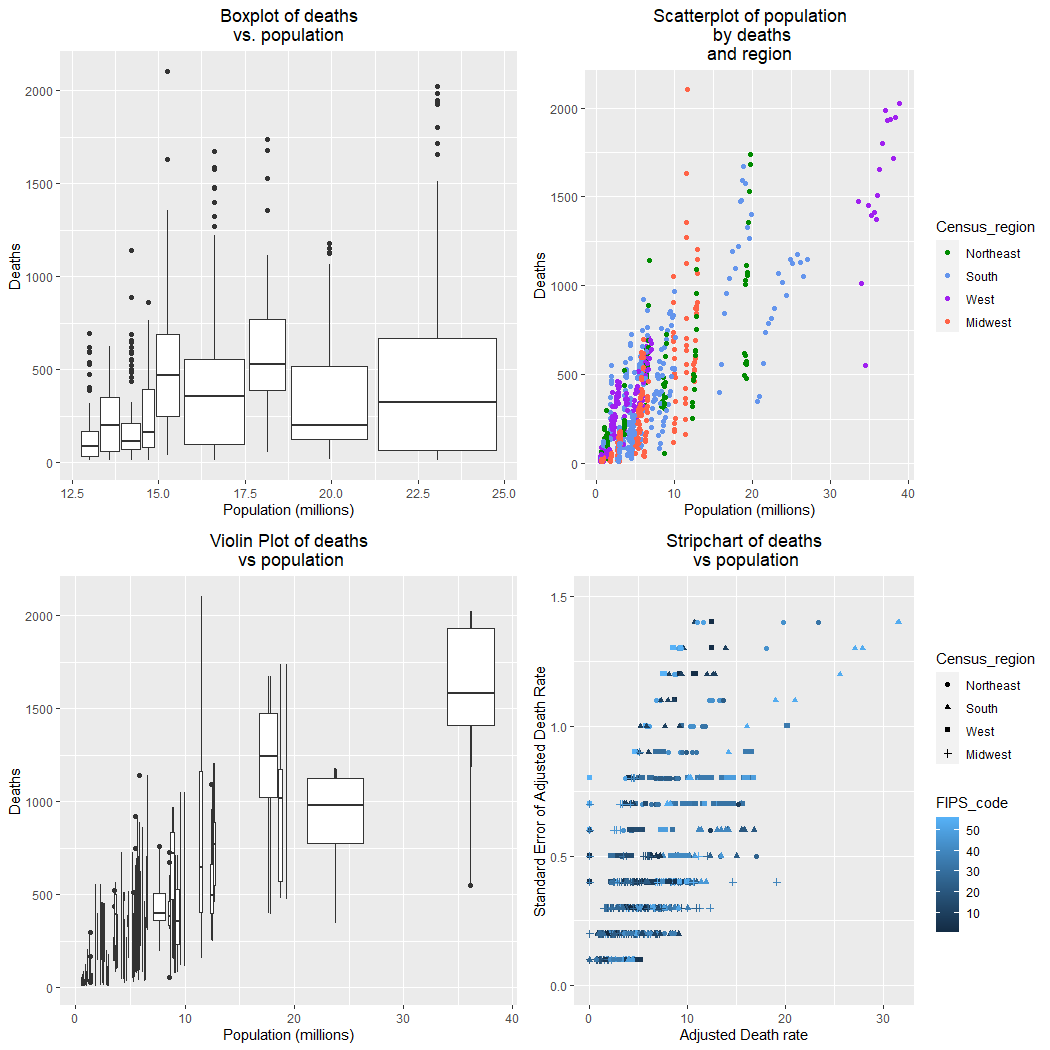 Boxplot of deaths
vs. population
Deaths
2000
1500
1000
500
0
12.5 15.0 17.5 20.0 22.5 25.0
Population (millions)
Scatterplot of population
by deaths
and region
Deaths
2000
1500
1000
500
0
0 10 20 30 40
Population (millions)
Census_region
Northeast
South
West
Midwest
Violin Plot of deaths
vs population
Deaths
2000
1500
1000
500
0
0 10 20 30 40
Population (millions)
Stripchart of deaths
vs population
Standard Error of Adjusted Death Rate
1.5
1.0
0.5
0.0
0 10 20 30
Adjusted Death rate
Census_region
Northeast
South
West
Midwest
FIPS_code
50
40
30
20
10